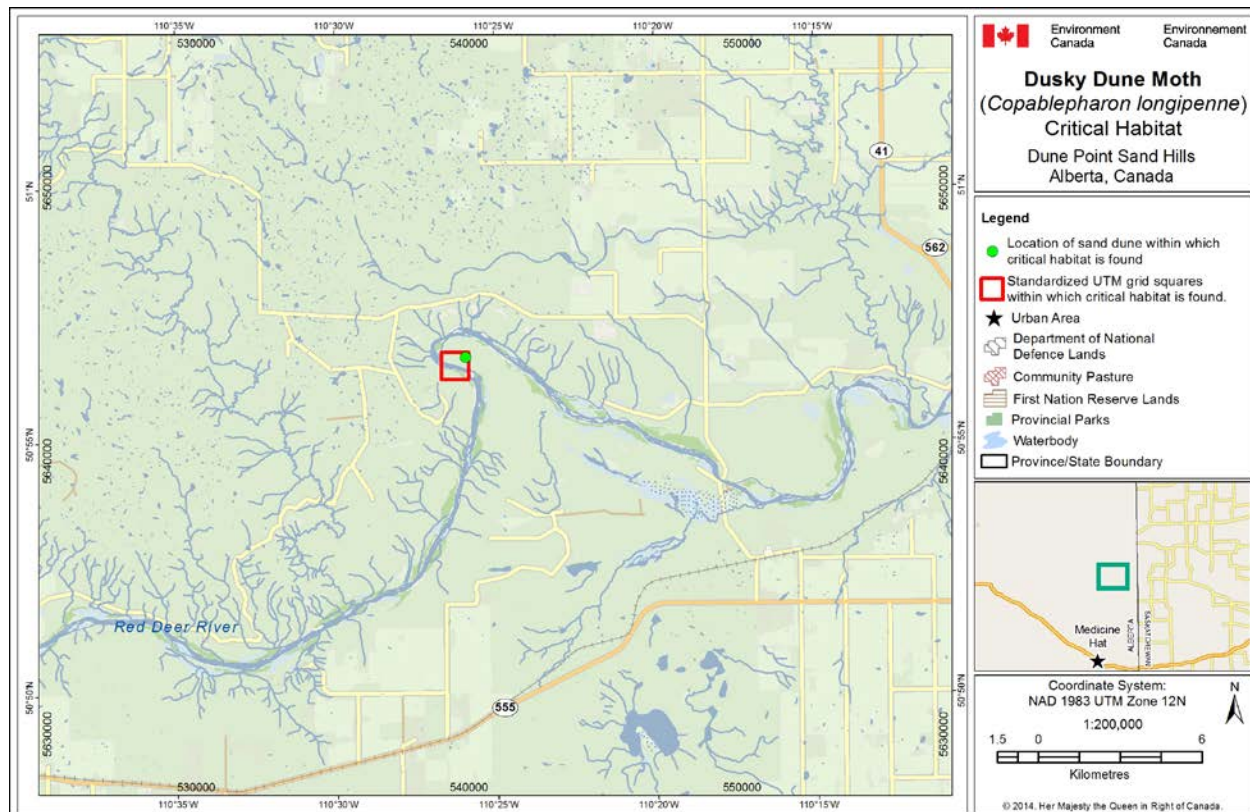 110°35'W 110°25'W 110°20'W 110°15'W
530000 540000 550000
51°N 5650000 5650000 51°N
41
562
50°55'N 5640000 5640000 50°55'N
Red Deer River
50°50'N 5630000 5630000 50°50'N
555
530000 540000 550000
110°35'W 110°25'W 110°20'W 110°15'W
Environment Canada
Environnement Canada
Dusky Dune Moth
(Copablepharon longipenne)
Critical Habitat
Dune Point Sand Hills
Alberta, Canada
Legend
Location of sand dune within which
critical habitat is found
Standardized UTM grid squares
within which critical habitat is found.
Urban Area
Department of National
Defence Lands
Community Pasture
First Nation Reserve Lands
Provincial Parks
Waterbody
Province/State Boundary
ALBERTA
SASKATCHEWAN
Medicine
Hat
Coordinate System:
NAD 1983 UTM Zone 12N
N
1:200,000
1.5 0 6
Kilometres
© 2014. Her Majesty the Queen in Right of Canada.